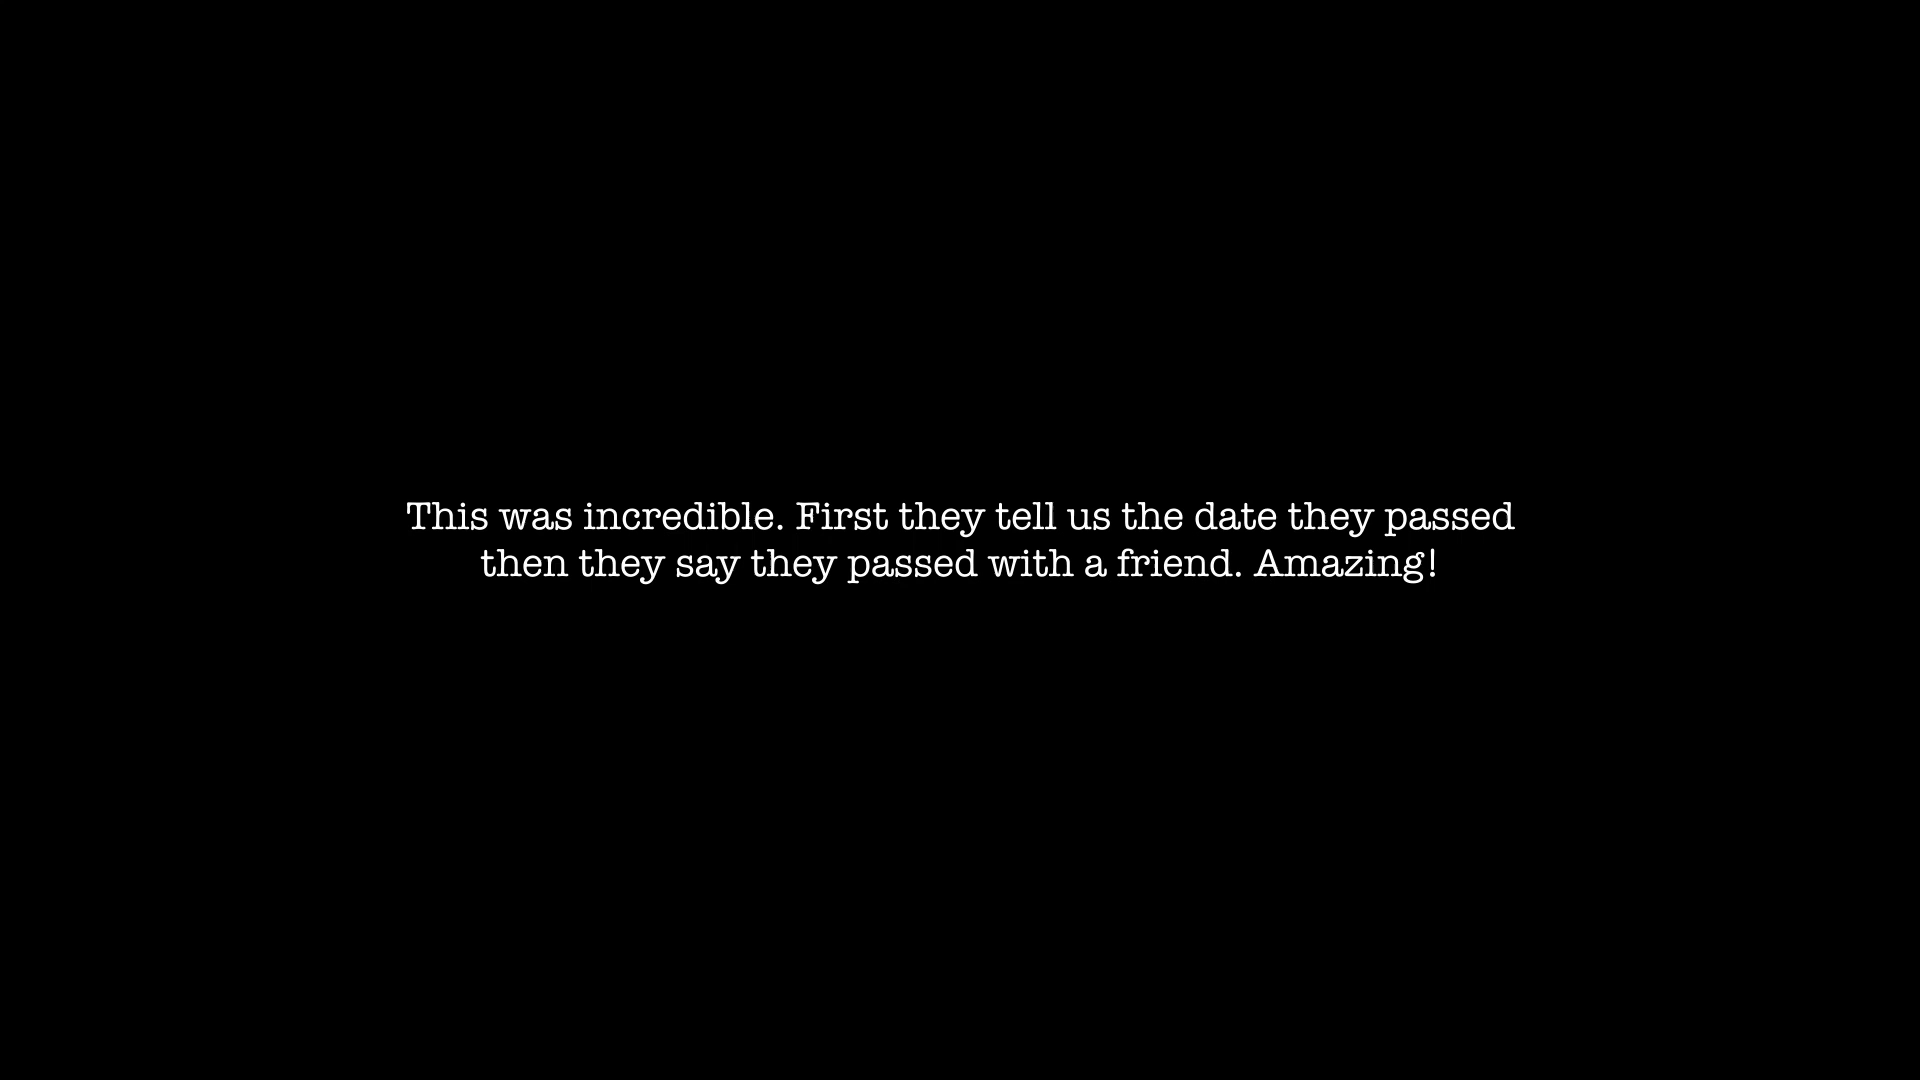 This was incredible. First they tell us the date they passed
then they say they passed with a friend. Amazing!